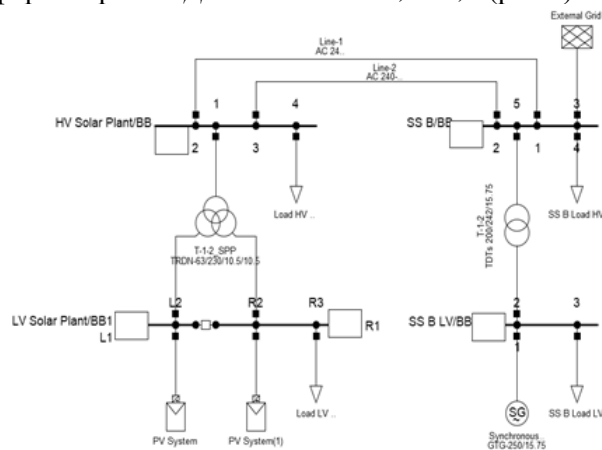 External Grid
Line-1
AC 24..
Line-2
AC 240-..
1
4
5
3
HV Solar Plant/BB
SS B/BB
2
3
2
1
4
Load HV ..
SS B Load HV
T-1-2
TDTs 200/242/15.75
T-1-2_SPP
TRDN-63/230/10.5/10.5
L2
R2
R3
2
3
LV Solar Plant/BB1
L1
R1
SS B LV/BB
1
Load LV ..
SS B Load LV
PV System
PV System(1)
SG
Synchronous..
GTG-250/15.75